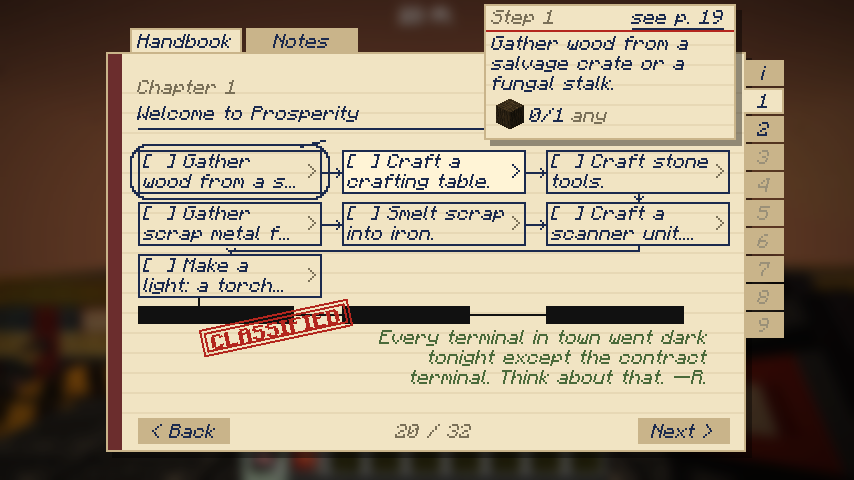 Handbook
Notes
Step 1
see p. 19
Gather wood from a
salvage crate or a
fungal stalk.
0/1 any
Chapter 1
Welcome to Prosperity
[ ] Gather
wood from a s...
[ ] Craft a
crafting table.
[ ] Craft stone
tools.
[ ] Gather
scrap metal f...
[ ] Smelt scrap
into iron.
[ ] Craft a
scanner unit....
[ ] Make a
light: a torch...
CLASSIFIED
Every terminal in town went dark
tonight except the contract
terminal. Think about that. —R.
< Back
20 / 32
Next >
i
1
2
3
4
5
6
7
8
9